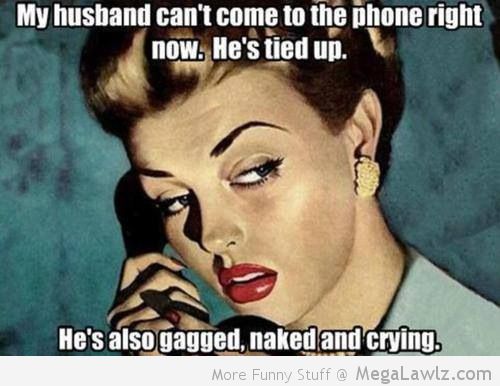 My husband can't come to the phone right
now. He's tied up.
He's also gagged, naked and crying.
More Funny Stuff @ MegaLawlz.com